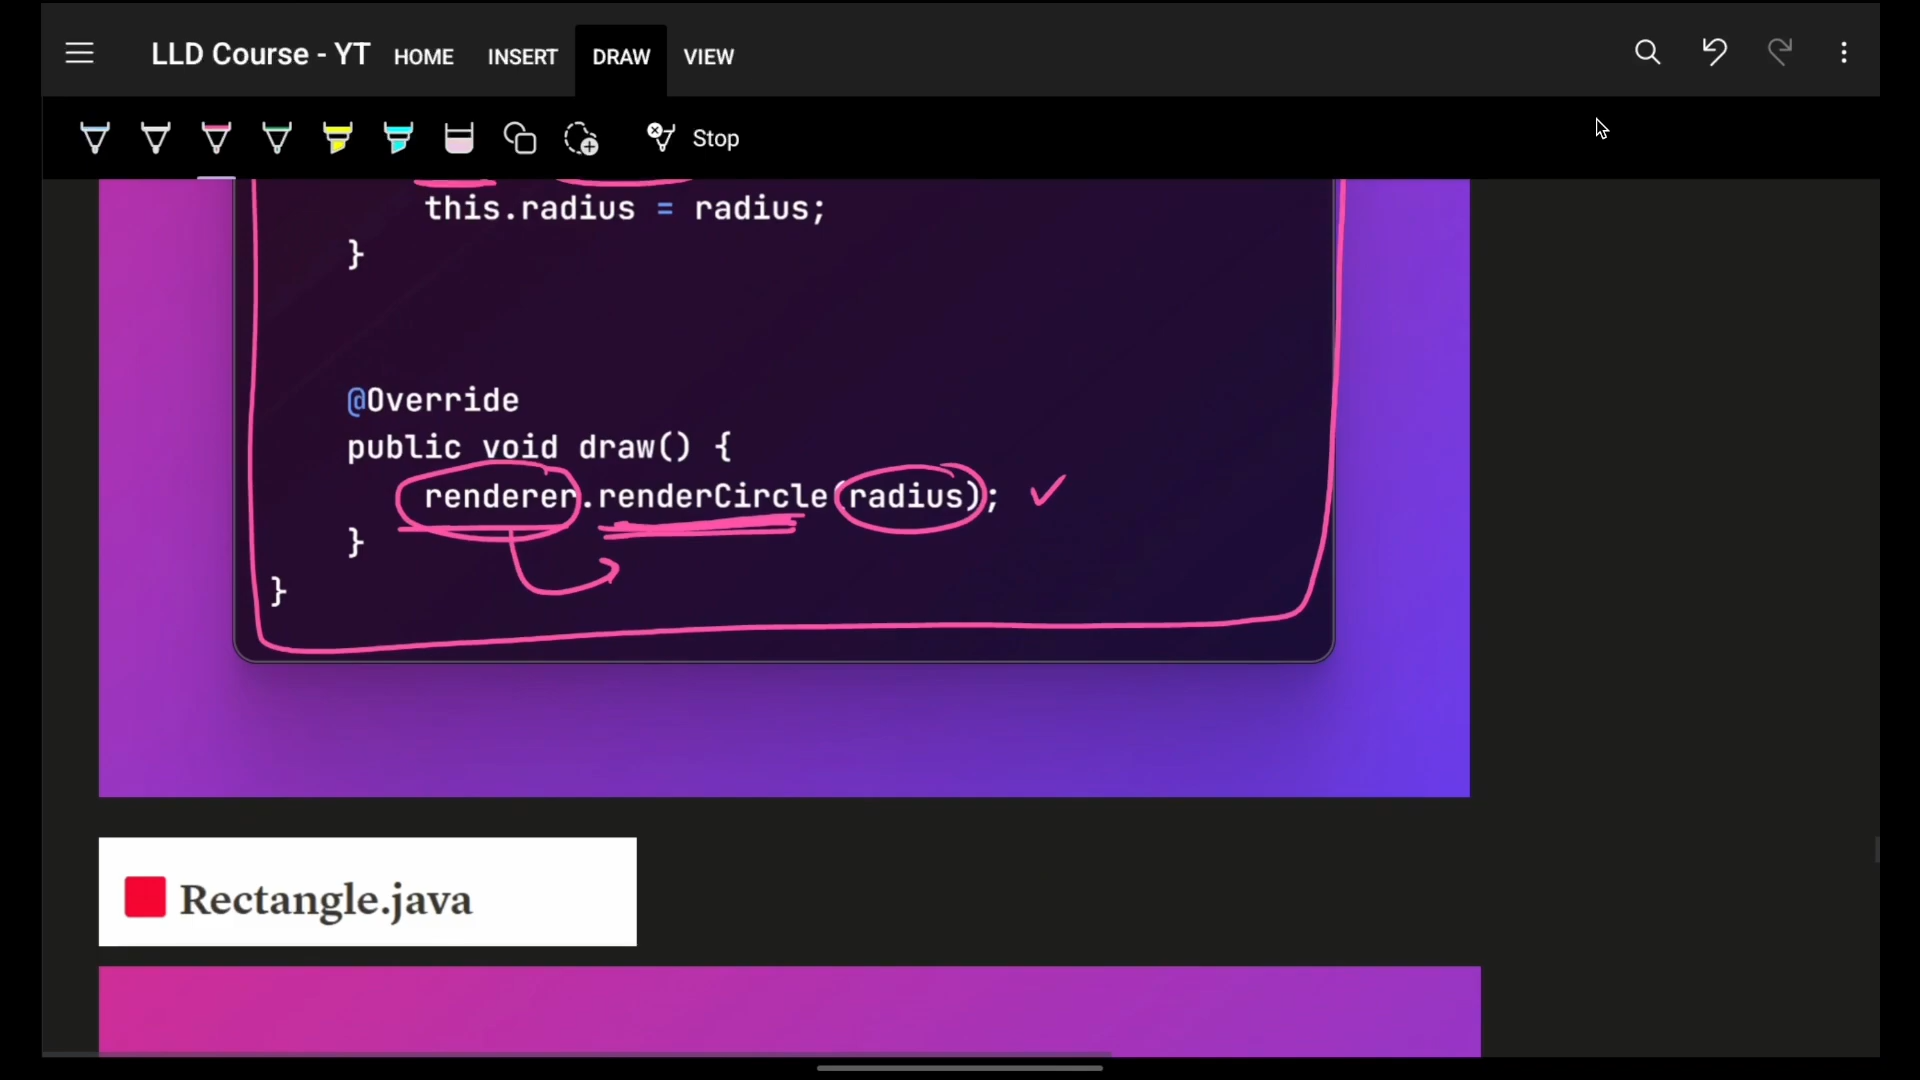 LLD Course - YT HOME INSERT DRAW VIEW
Stop
this.radius = radius;
}
@Override
public void draw() {
renderer.renderCircle(radius);
}
}
Rectangle.java